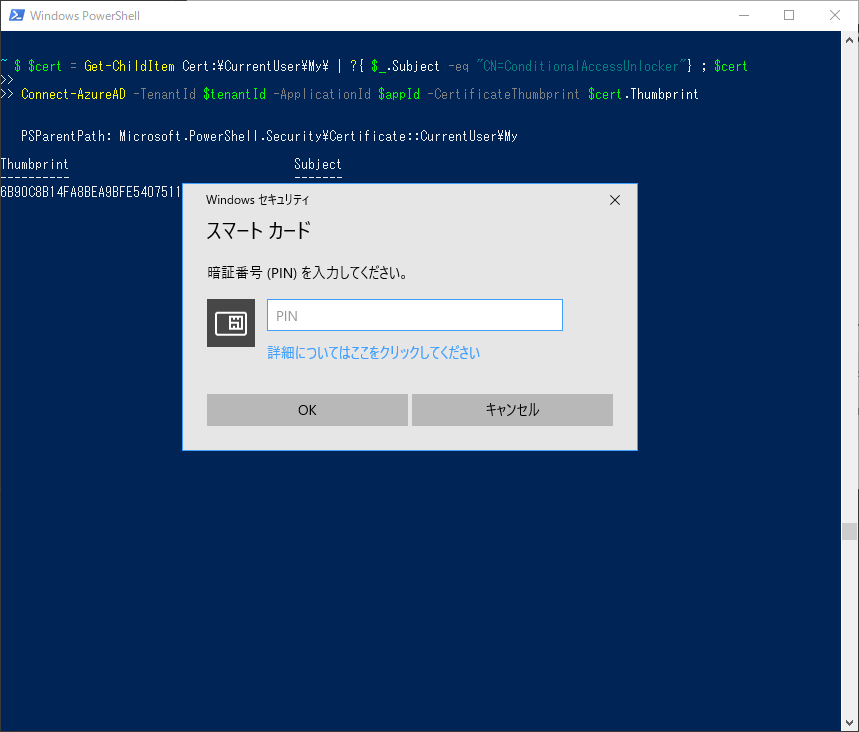 Windows PowerShell
~ $ $cert = Get-ChildItem Cert:¥CurrentUser¥My¥ | ?{ $_.Subject -eq "CN=ConditionalAccessUnlocker"} ; $cert
>>
>> Connect-AzureAD -TenantId $tenantId -ApplicationId $appId -CertificateThumbprint $cert.Thumbprint
PSParentPath: Microsoft.PowerShell.Security¥Certificate::CurrentUser¥My
Thumbprint Subject
---------- -------
6B90C8B14FA8BEA9BFE5407511
Windows セキュリティ
スマート カード
暗証番号 (PIN) を入力してください。
PIN
詳細についてはここをクリックしてください
OK キャンセル